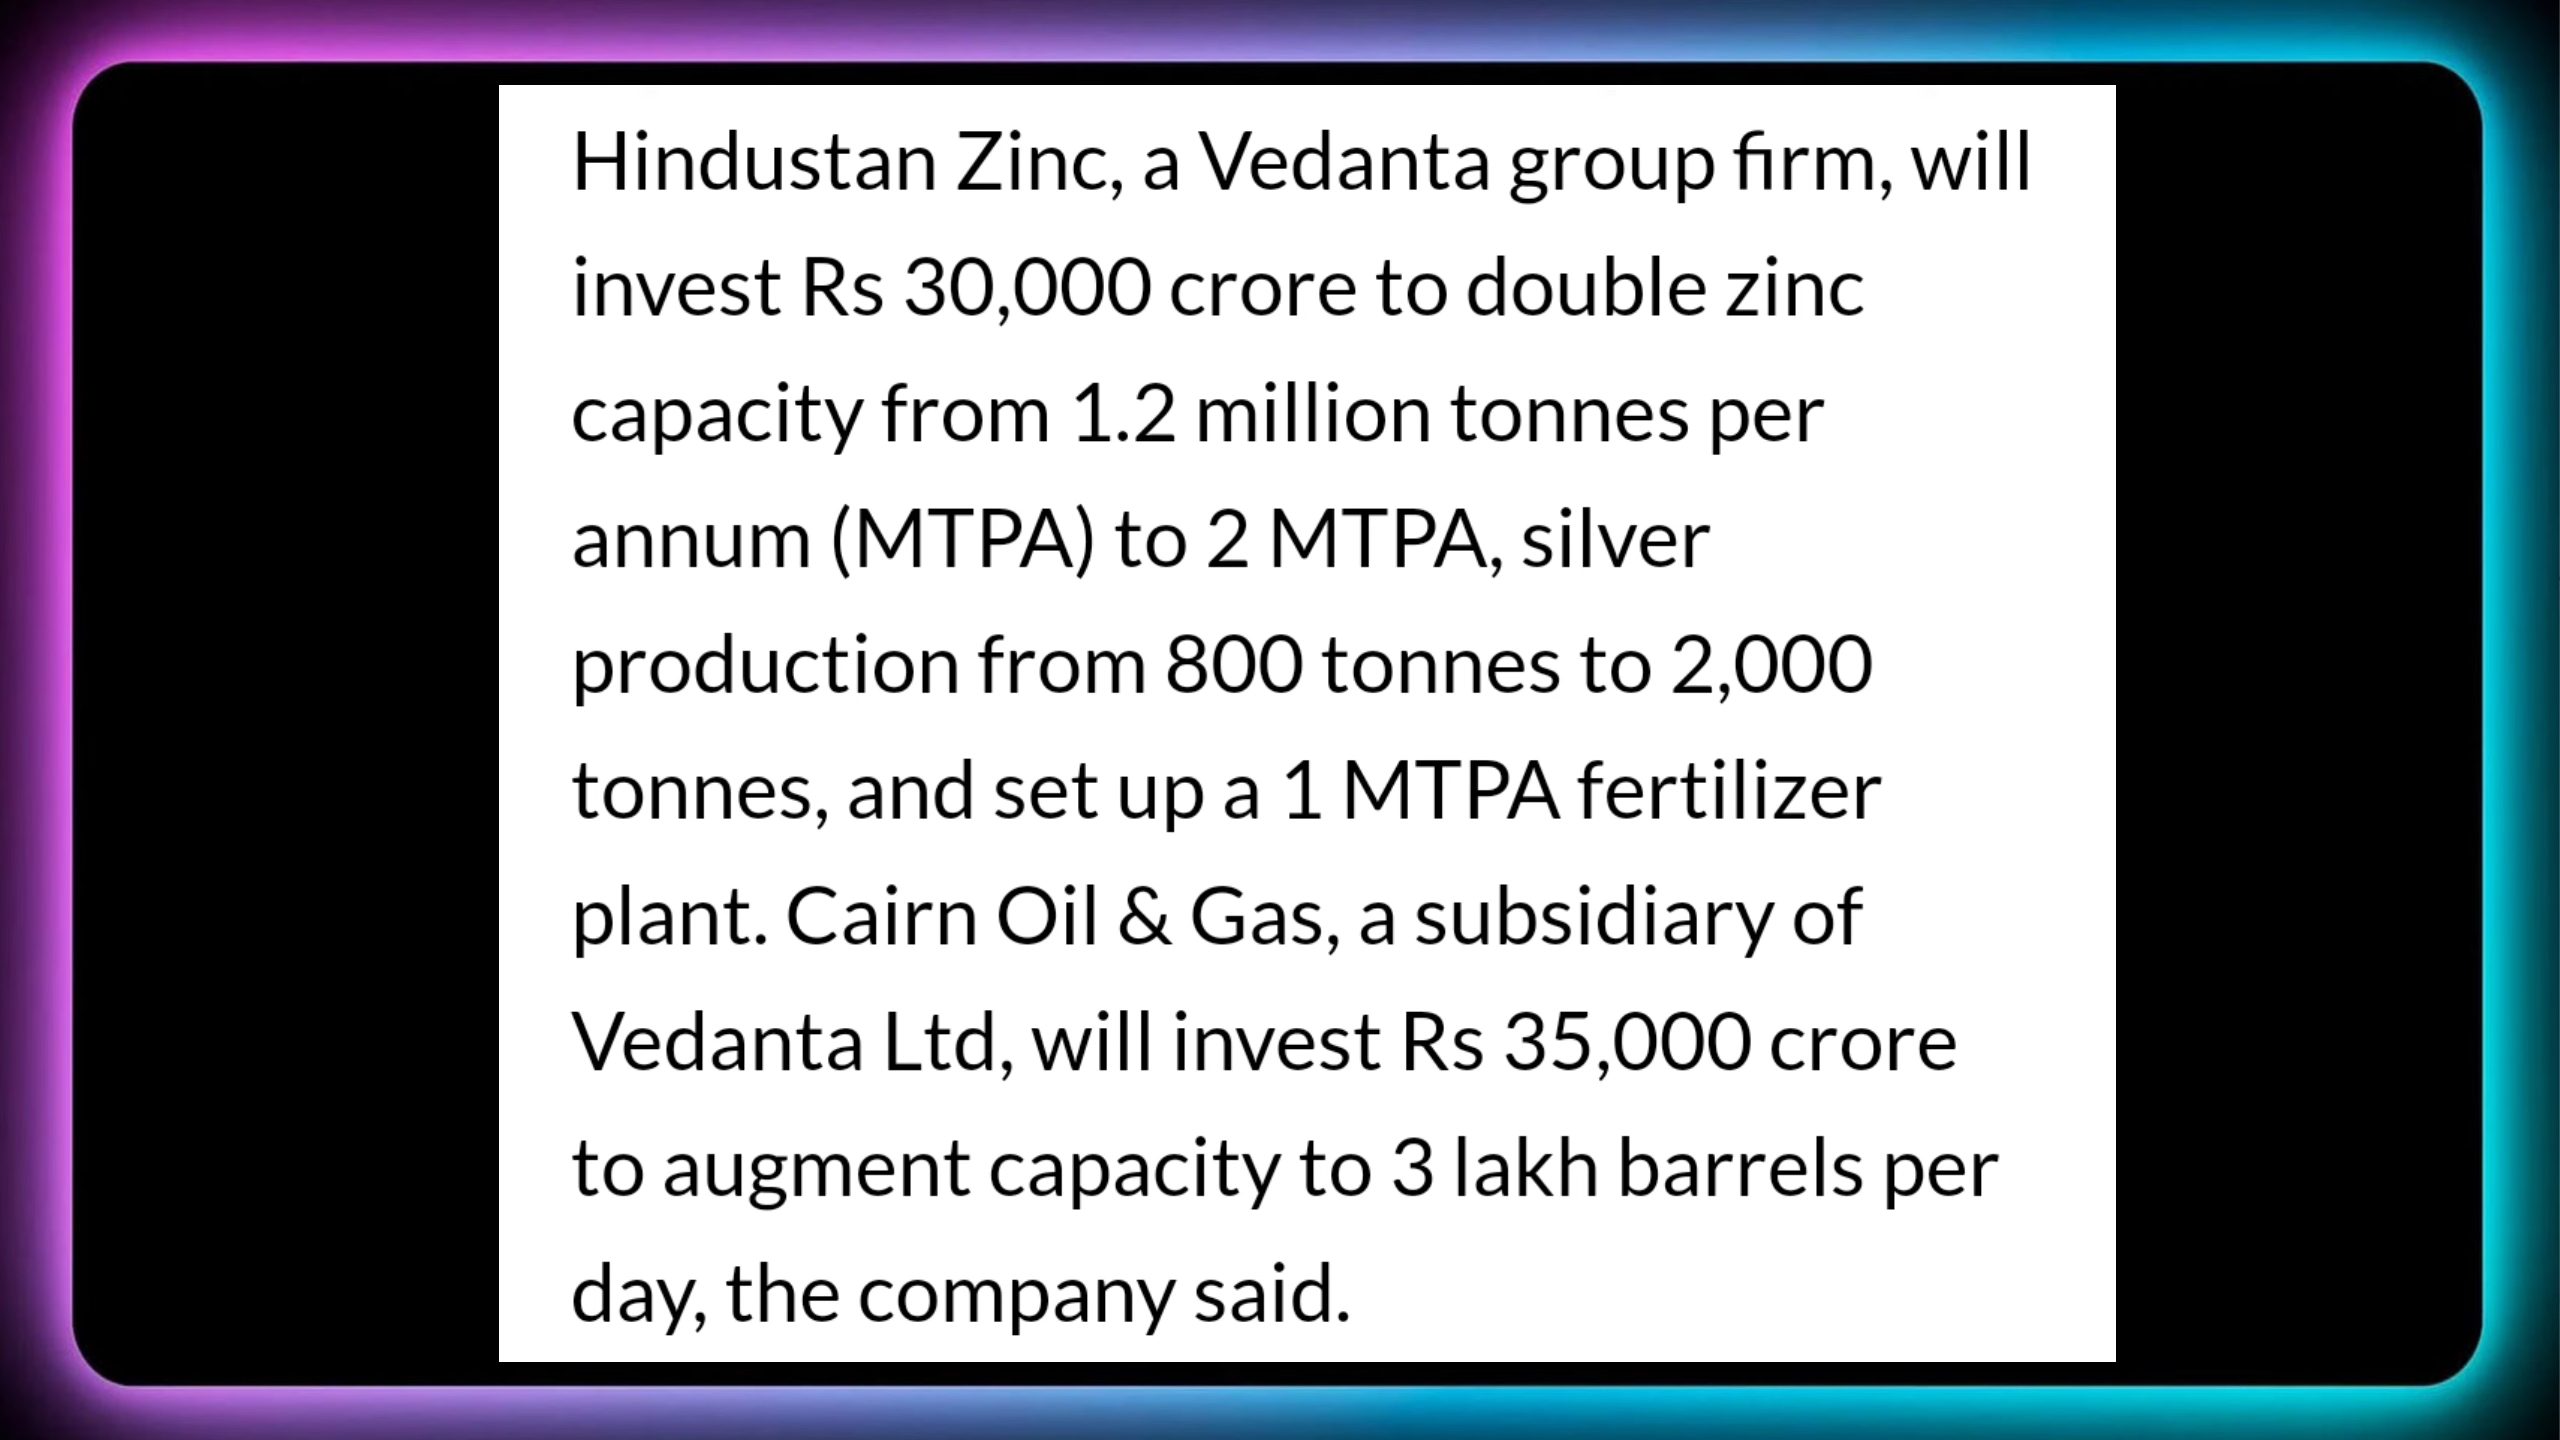 Hindustan Zinc, a Vedanta group firm, will
invest Rs 30,000 crore to double zinc
capacity from 1.2 million tonnes per
annum (MTPA) to 2 MTPA, silver
production from 800 tonnes to 2,000
tonnes, and set up a 1 MTPA fertilizer
plant. Cairn Oil & Gas, a subsidiary of
Vedanta Ltd, will invest Rs 35,000 crore
to augment capacity to 3 lakh barrels per
day, the company said.